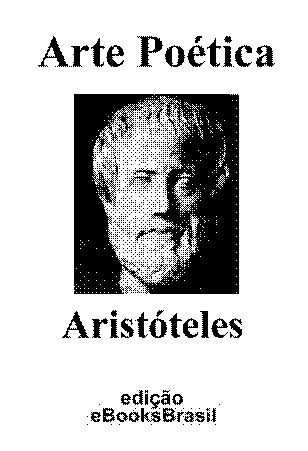 Arte Poética
Aristóteles
edição
eBooksBrasil